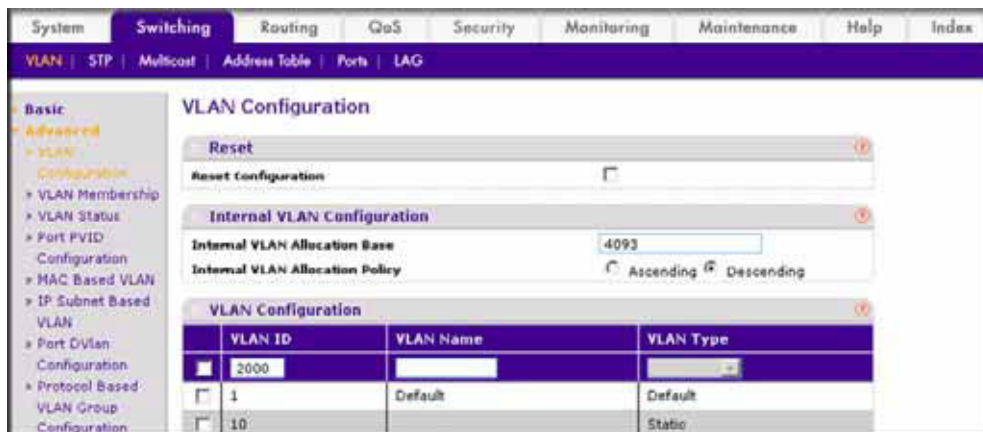 System Switching Routing QoS Security Monitoring Maintenance Help Index
VLAN | STP | Multicast | Address Table | Ports | LAG
Basic
Advanced
VLAN
Configuration
VLAN Membership
VLAN Status
Port PVID
Configuration
MAC Based VLAN
IP Subnet Based
VLAN
Port DVlan
Configuration
Protocol Based
VLAN Group
Configuration
VLAN Configuration
Reset
Reset Configuration
Internal VLAN Configuration
Internal VLAN Allocation Base 4093
Internal VLAN Allocation Policy Ascending Descending
VLAN Configuration
VLAN ID VLAN Name VLAN Type
2000
1 Default Default
10 Static